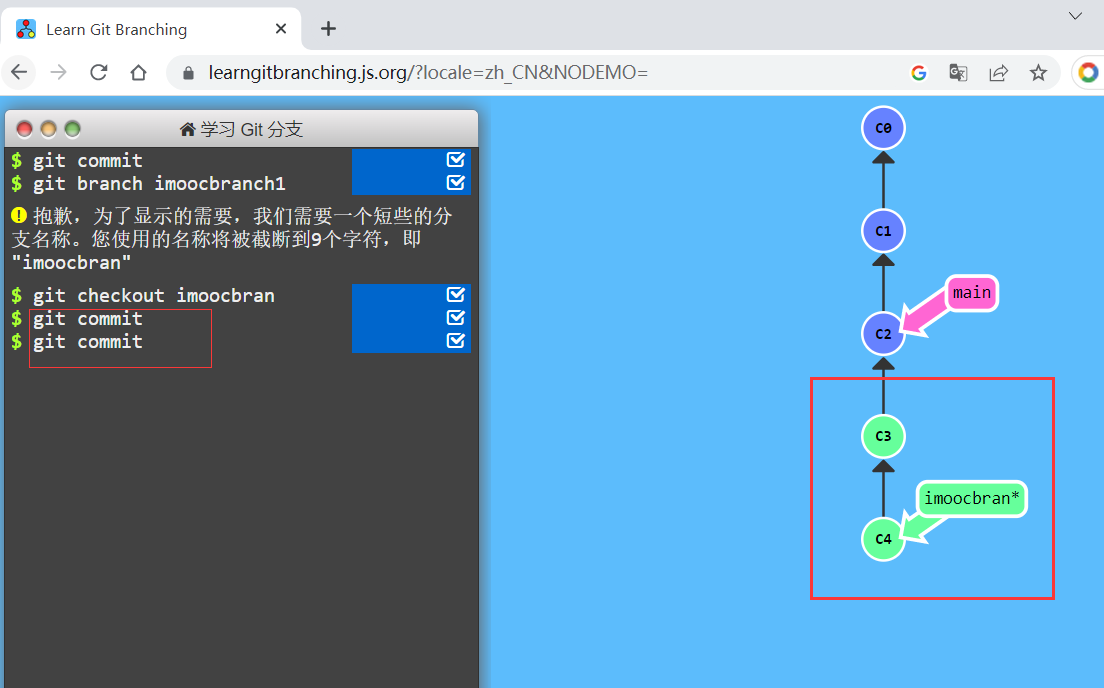 Learn Git Branching
learngitbranching.js.org/?locale=zh_CN&NODEMO=
学习 Git 分支
$ git commit
$ git branch imoocbranch1
抱歉，为了显示的需要，我们需要一个短些的分
支名称。您使用的名称将被截断到9个字符，即
"imoocbran"
$ git checkout imoocbran
$ git commit
$ git commit
C0
C1
main
C2
C3
imoocbran*
C4